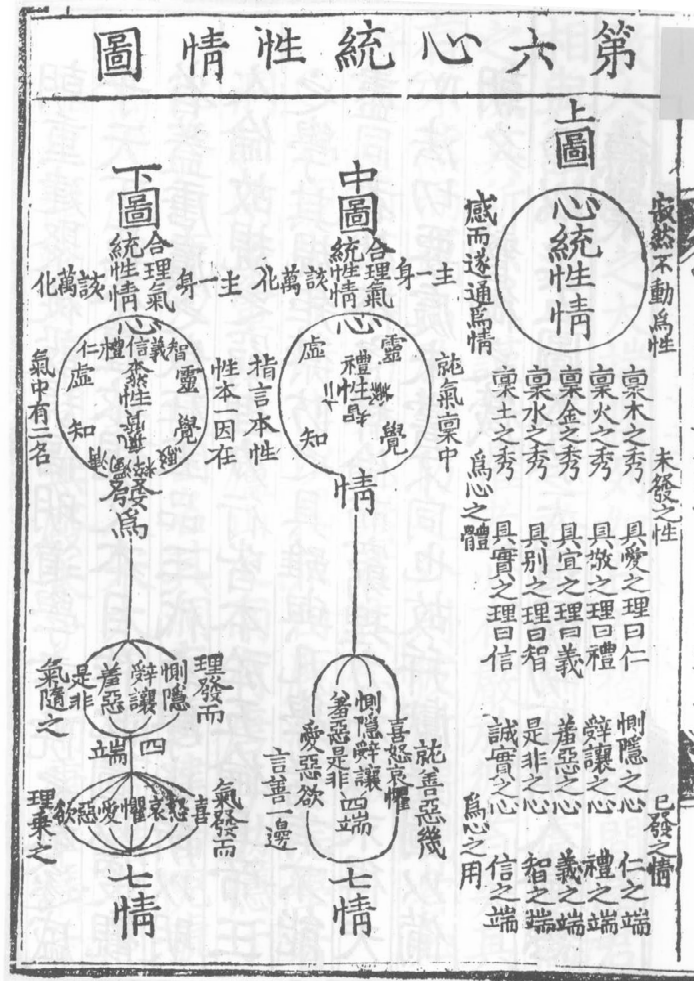 第六心統性情圖
上圖
心統性情
寂然不動爲性
感而遂通爲情
未發之性
爲心之體
已發之情
爲心之用
稟木之秀 具愛之理曰仁 惻隱之心 仁之端
稟火之秀 具敬之理曰禮 辭讓之心 禮之端
稟金之秀 具宜之理曰義 羞惡之心 義之端
稟水之秀 具別之理曰智 是非之心 智之端
稟土之秀 具實之理曰信 誠實之心 信之端
中圖
合理氣
統性情
主一身
該萬化
心
虛
靈
知
覺
禮
性
仁
智
就氣稟中
指言本性
情
喜怒哀懼
惻隱辭讓
四端
羞惡是非
愛惡欲
就善惡幾
言善一邊
七情
下圖
合理氣
統性情
主一身
該萬化
心
智義信禮仁
虛
靈
知
覺
性
清
性本一因在
氣中有二名
爲
理發而
惻隱
辭讓
羞惡
是非
氣隨之
四端
氣發而
喜怒哀懼愛惡欲
理乘之
七情